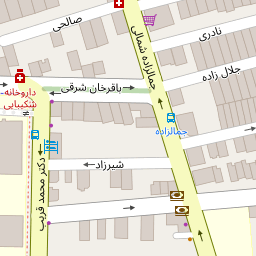 صالحی
نادری
جمالزاده شمالی
جلال زاده
باقرخان شرقی
داروخانه
شکیبایی
جمالزاده
شیرزاد
دکتر محمد قریب